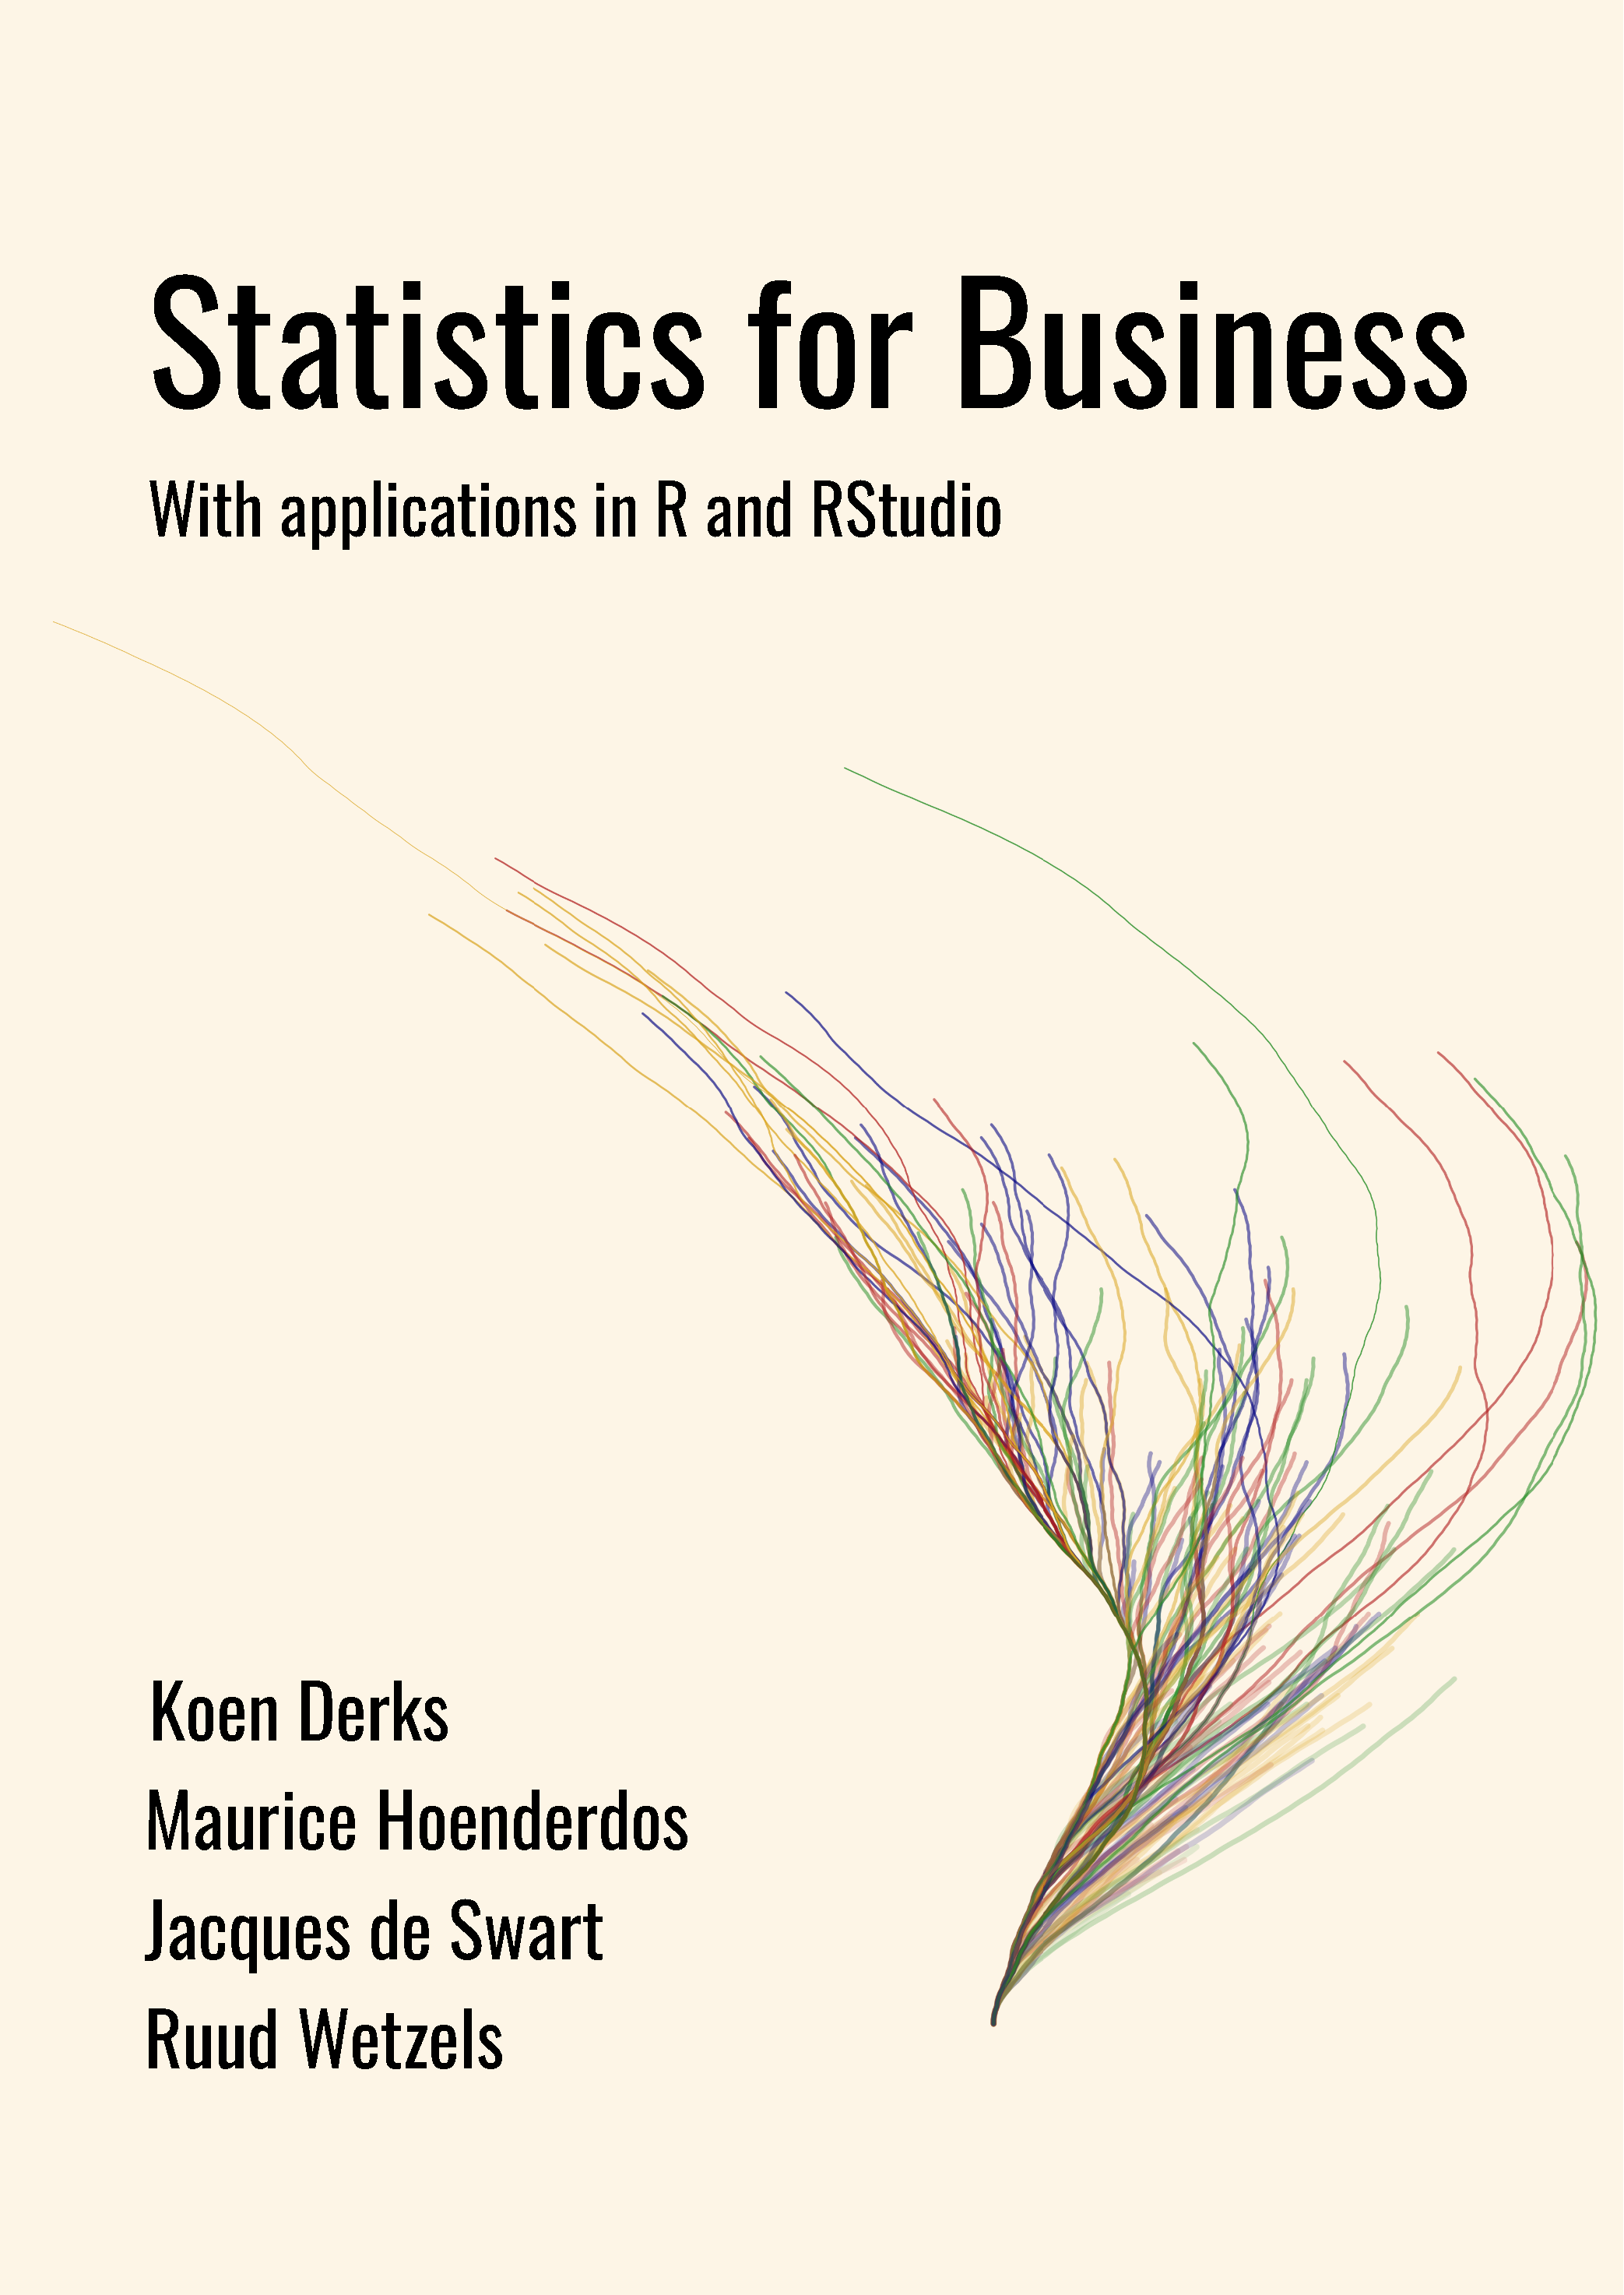 Statistics for Business
With applications in R and RStudio
Koen Derks
Maurice Hoenderdos
Jacques de Swart
Ruud Wetzels